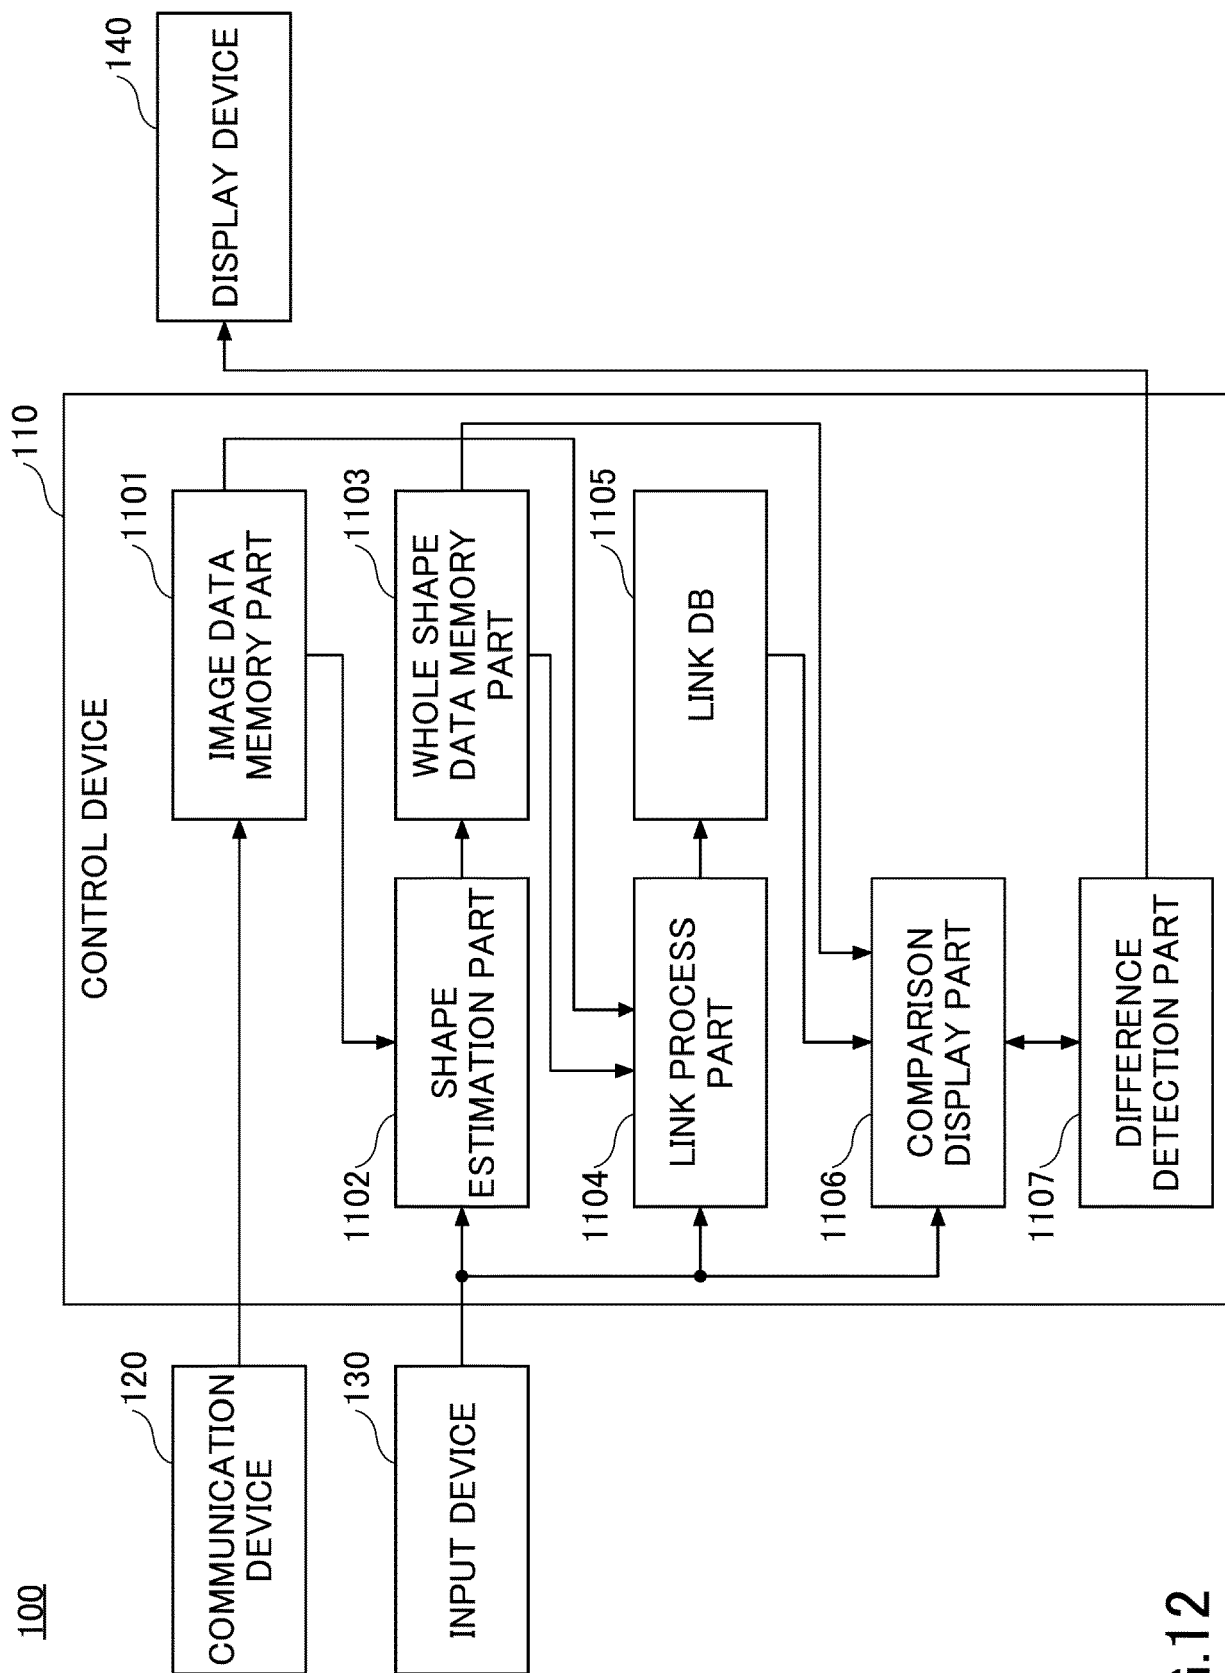 100
120
COMMUNICATION
DEVICE
130
INPUT DEVICE
110
CONTROL DEVICE
1101
IMAGE DATA
MEMORY PART
1102
SHAPE
ESTIMATION PART
1103
WHOLE SHAPE
DATA MEMORY
PART
1104
LINK PROCESS
PART
1105
LINK DB
1106
COMPARISON
DISPLAY PART
1107
DIFFERENCE
DETECTION PART
140
DISPLAY DEVICE
.12